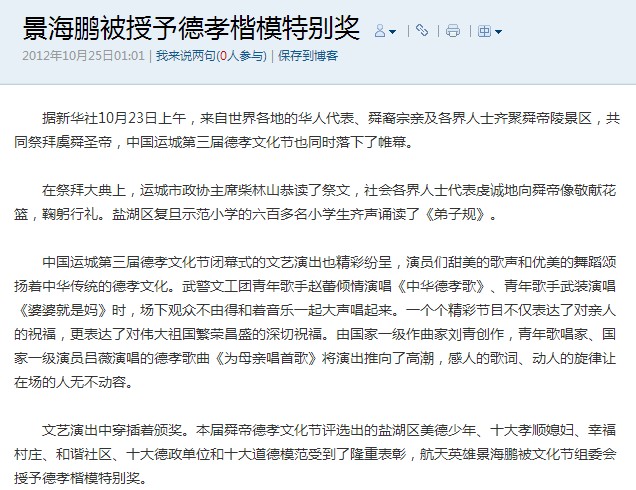 景海鹏被授予德孝楷模特别奖
2012年10月25日01:01 | 我来说两句(0人参与) | 保存到博客
据新华社10月23日上午，来自世界各地的华人代表、舜裔宗亲及各界人士齐聚舜帝陵景区，共
同祭拜虞舜圣帝，中国运城第三届德孝文化节也同时落下了帷幕。
在祭拜大典上，运城市政协主席柴林山恭读了祭文，社会各界人士代表虔诚地向舜帝像敬献花
篮，鞠躬行礼。盐湖区复旦示范小学的六百多名小学生齐声诵读了《弟子规》。
中国运城第三届德孝文化节闭幕式的文艺演出也精彩纷呈，演员们甜美的歌声和优美的舞蹈颂
扬着中华传统的德孝文化。武警文工团青年歌手赵蕾倾情演唱《中华德孝歌》、青年歌手武装演唱
《婆婆就是妈》时，场下观众不由得和着音乐一起大声唱起来。一个个精彩节目不仅表达了对亲人
的祝福，更表达了对伟大祖国繁荣昌盛的深切祝福。由国家一级作曲家刘青创作，青年歌唱家、国
家一级演员吕薇演唱的德孝歌曲《为母亲唱首歌》将演出推向了高潮，感人的歌词、动人的旋律让
在场的人无不动容。
文艺演出中穿插着颁奖。本届舜帝德孝文化节评选出的盐湖区美德少年、十大孝顺媳妇、幸福
村庄、和谐社区、十大德政单位和十大道德模范受到了隆重表彰，航天英雄景海鹏被文化节组委会
授予德孝楷模特别奖。